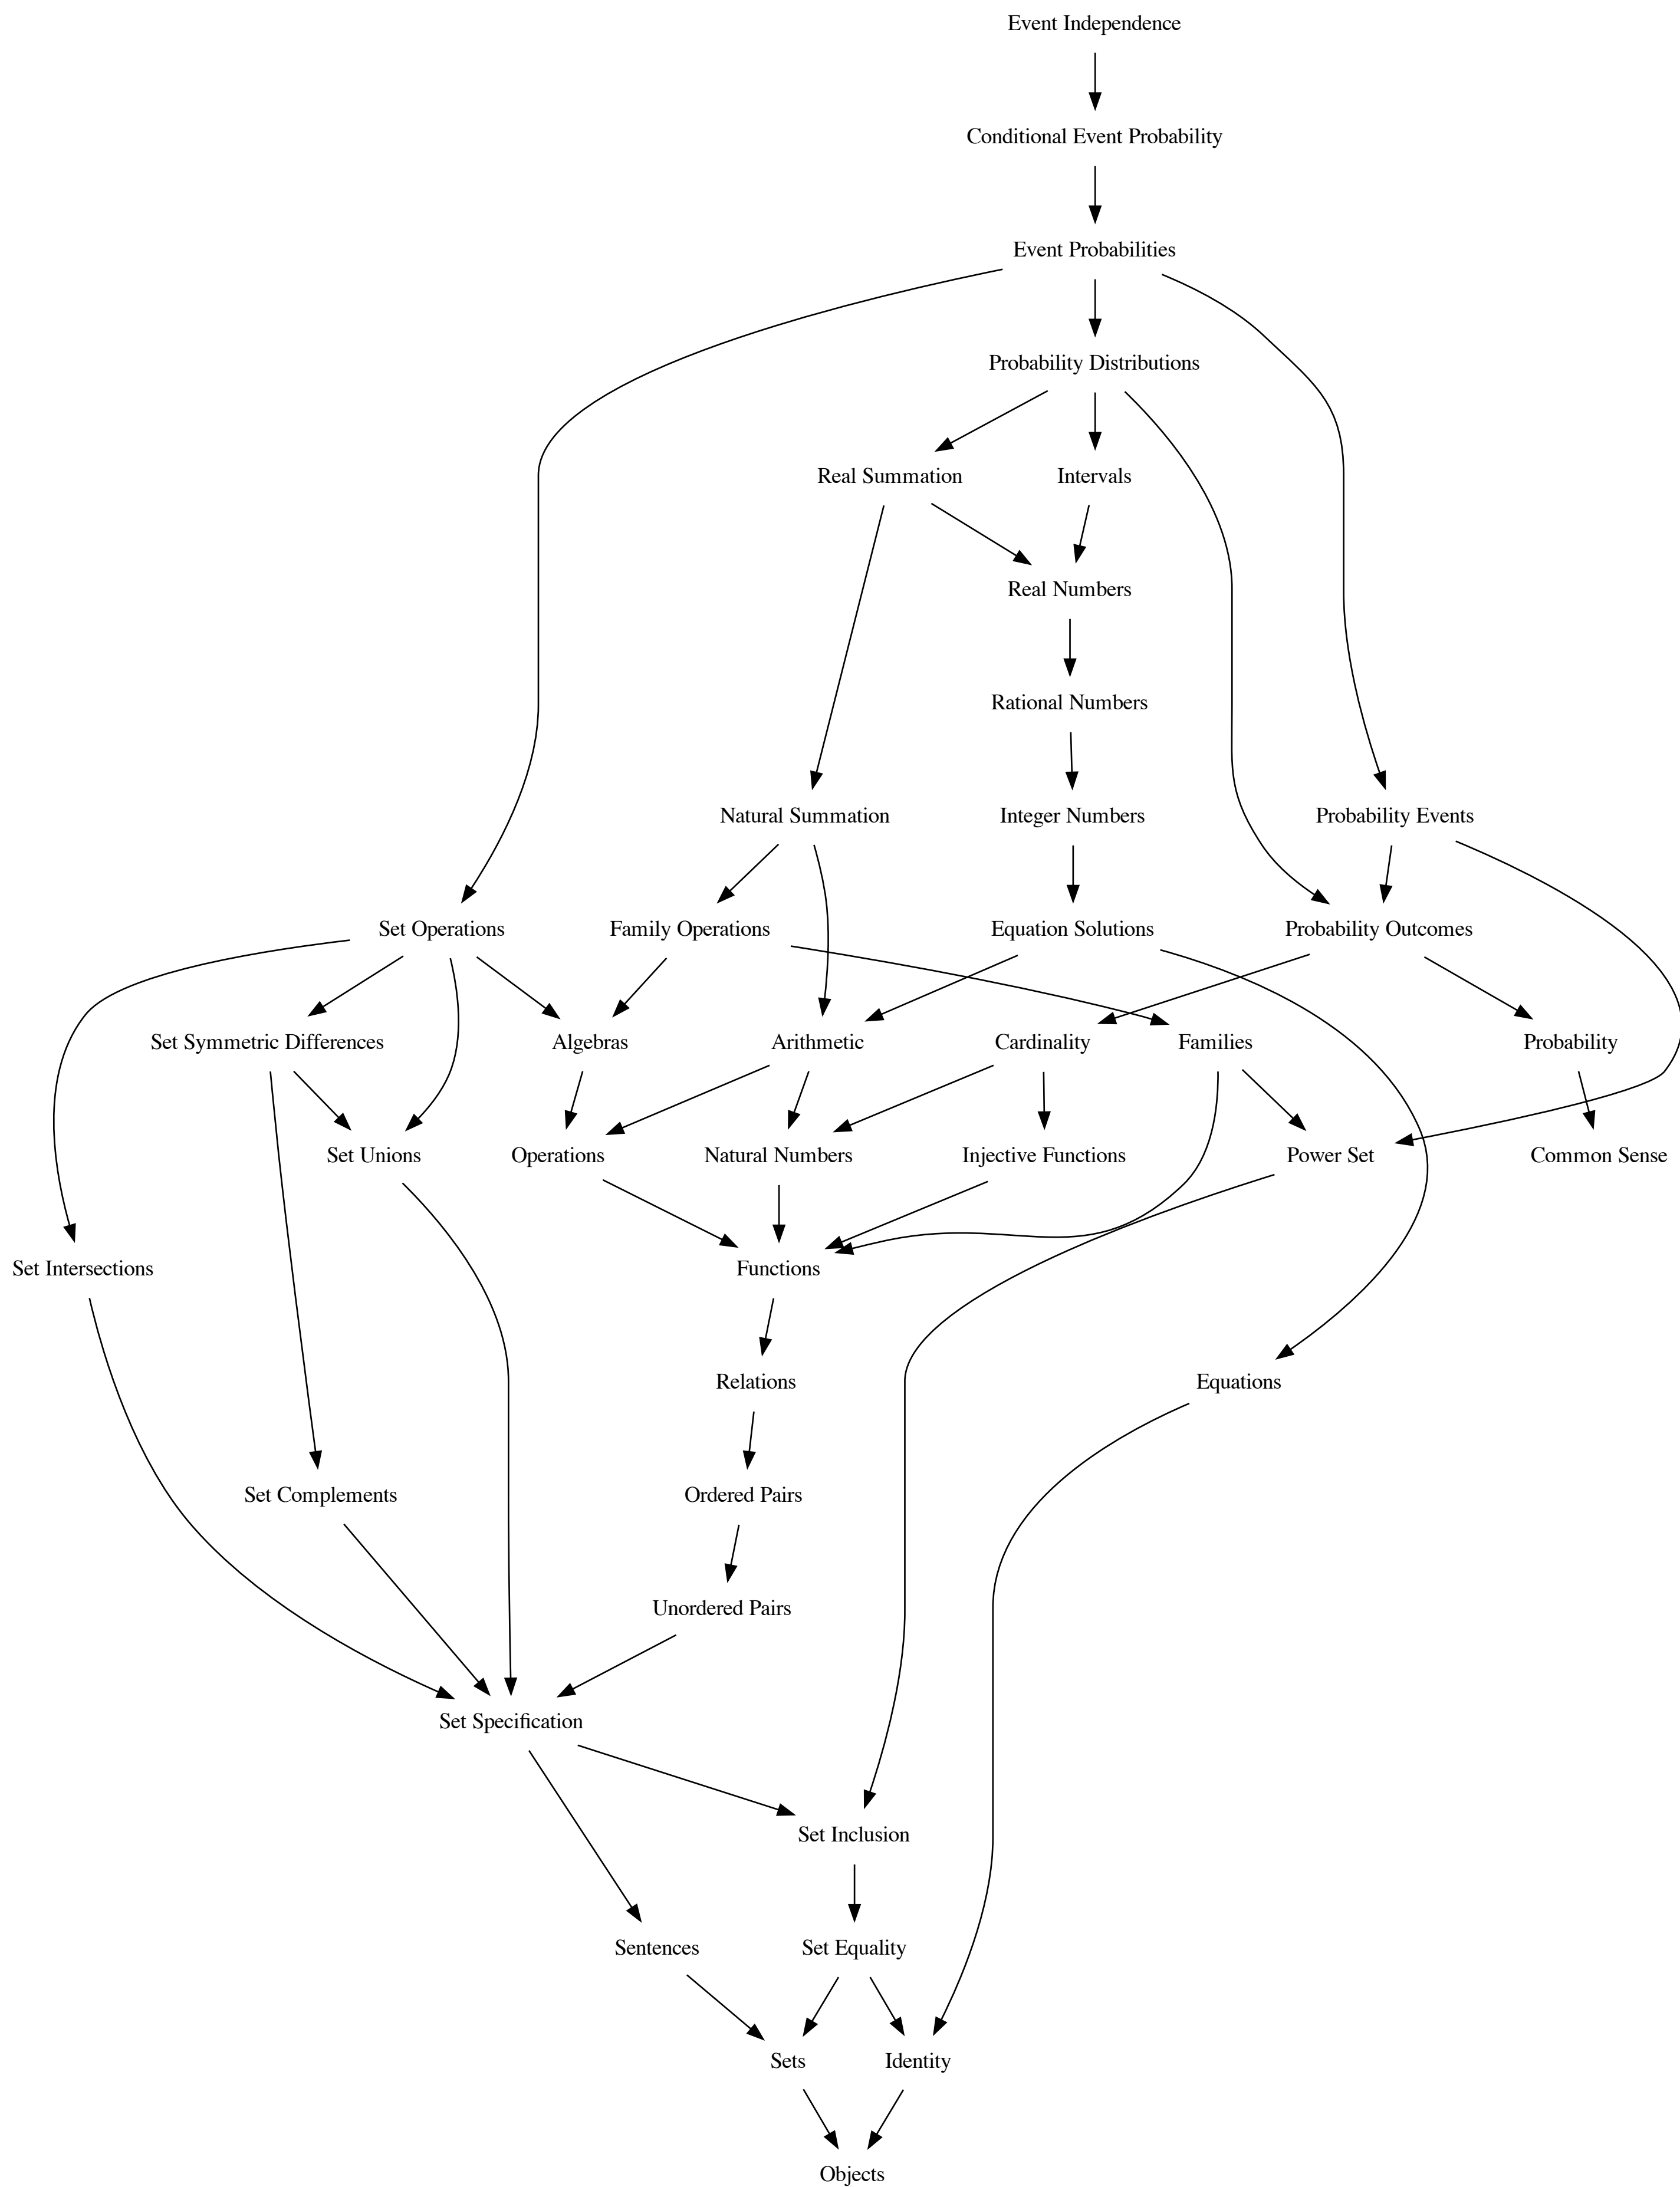 Event Independence
Conditional Event Probability
Event Probabilities
Probability Distributions
Real Summation
Intervals
Real Numbers
Rational Numbers
Natural Summation
Integer Numbers
Probability Events
Set Operations
Family Operations
Equation Solutions
Probability Outcomes
Set Symmetric Differences
Algebras
Arithmetic
Cardinality
Families
Probability
Set Unions
Operations
Natural Numbers
Injective Functions
Power Set
Common Sense
Set Intersections
Functions
Relations
Equations
Set Complements
Ordered Pairs
Unordered Pairs
Set Specification
Set Inclusion
Sentences
Set Equality
Sets
Identity
Objects